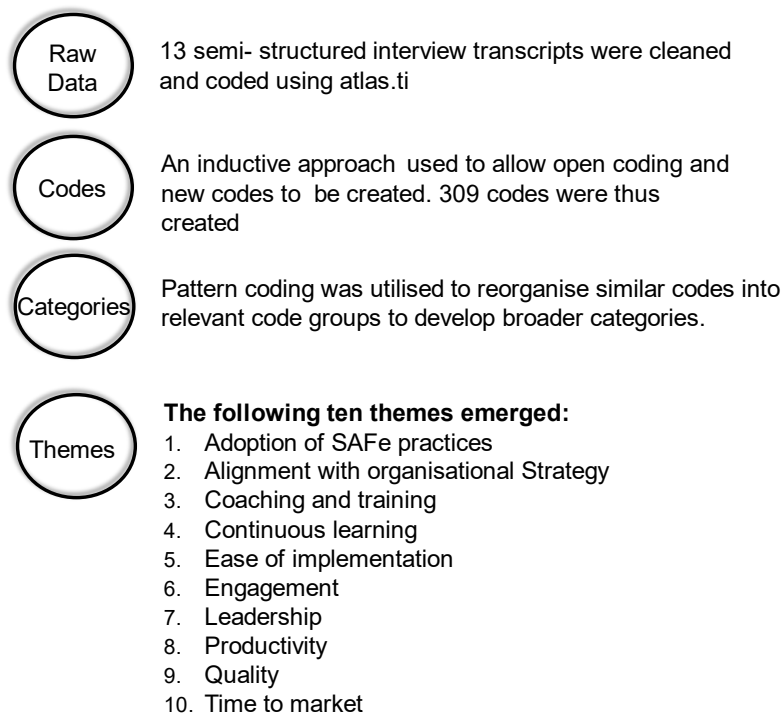 Raw
Data
13 semi- structured interview transcripts were cleaned
and coded using atlas.ti
Codes
An inductive approach used to allow open coding and
new codes to be created. 309 codes were thus
created
Categories
Pattern coding was utilised to reorganise similar codes into
relevant code groups to develop broader categories.
Themes
The following ten themes emerged:
1. Adoption of SAFe practices
2. Alignment with organisational Strategy
3. Coaching and training
4. Continuous learning
5. Ease of implementation
6. Engagement
7. Leadership
8. Productivity
9. Quality
10. Time to market